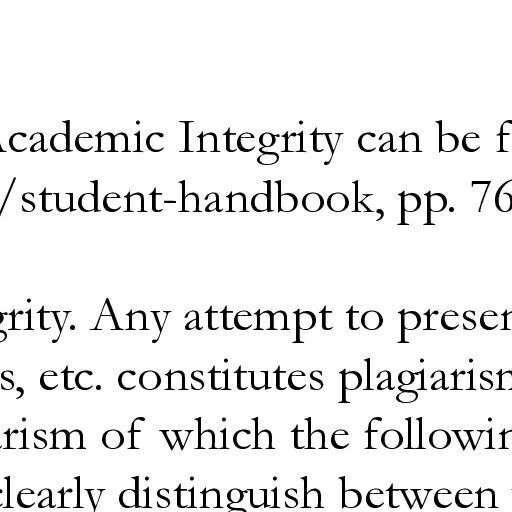 Academic Integrity can be f
/student-handbook, pp. 76
grity. Any attempt to presen
s, etc. constitutes plagiarism
arism of which the followin
clearly distinguish between